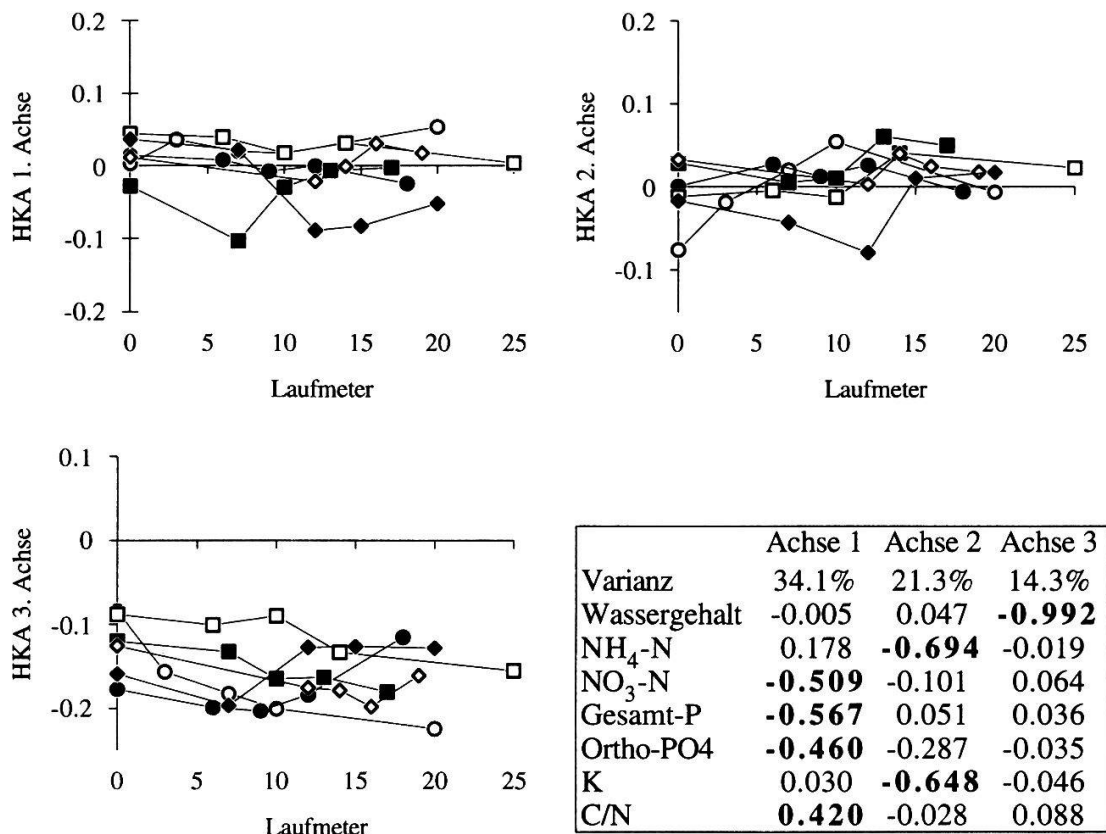 HKA 1. Achse
0.2
0.1
0
-0.1
-0.2
0 5 10 15 20 25
Laufmeter
HKA 2. Achse
0.2
0.1
0
-0.1
0 5 10 15 20 25
Laufmeter
HKA 3. Achse
0.1
0
-0.1
-0.2
0 5 10 15 20 25
Laufmeter
Achse 1 Achse 2 Achse 3
Varianz 34.1% 21.3% 14.3%
Wassergehalt -0.005 0.047 -0.992
NH4-N 0.178 -0.694 -0.019
NO3-N -0.509 -0.101 0.064
Gesamt-P -0.567 0.051 0.036
Ortho-PO4 -0.460 -0.287 -0.035
K 0.030 -0.648 -0.046
C/N 0.420 -0.028 0.088